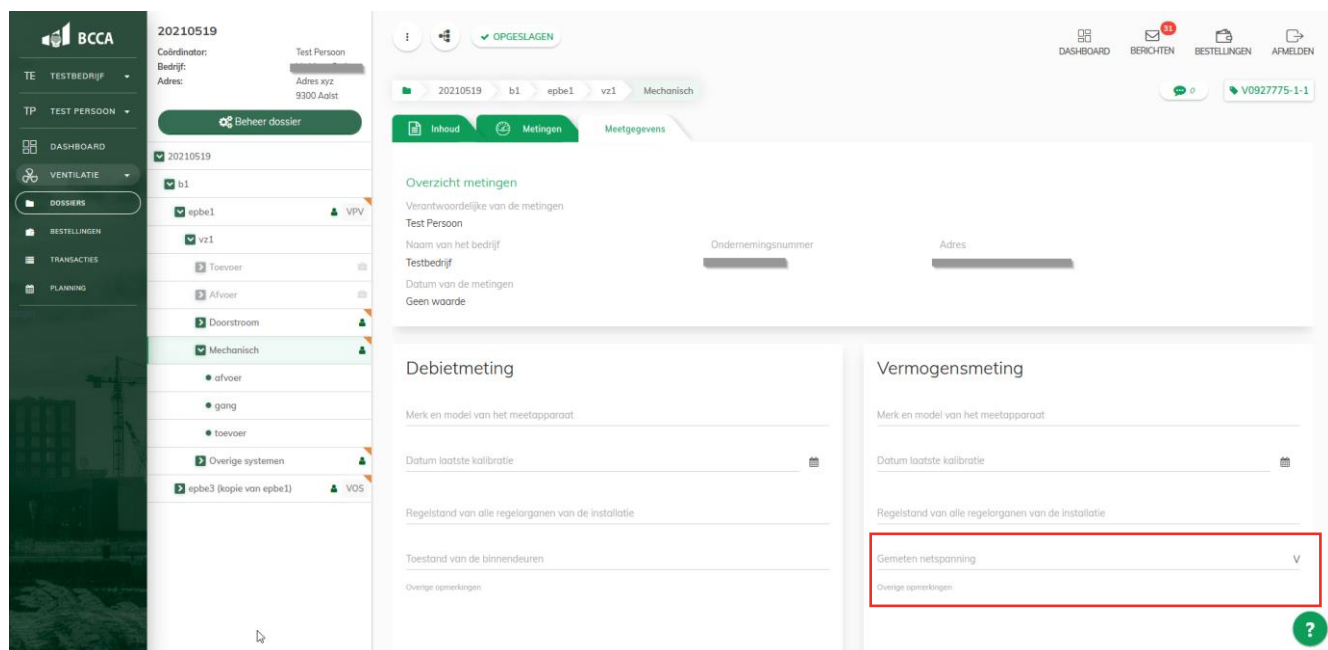 BCCA
TE TESTBEDRIJF
TP TEST PERSOON
DASHBOARD
VENTILATIE
DOSSIERS
BESTELLINGEN
TRANSACTIES
PLANNING
20210519
Coördinator: Test Persoon
Bedrijf:
Adres: Adres xyz
9300 Aalst
Beheer dossier
20210519
b1
epbe1 VPV
vz1
Toevoer
Afvoer
Doorstroom
Mechanisch
afvoer
gang
toevoer
Overige systemen
epbe3 (kopie van epbe1) VOS
OPGESLAGEN
DASHBOARD
31
BERICHTEN
BESTELLINGEN
AFMELDEN
20210519 b1 epbe1 vz1 Mechanisch
0
V0927775-1-1
Inhoud Metingen Meetgegevens
Overzicht metingen
Verantwoordelijke van de metingen
Test Persoon
Naam van het bedrijf Ondernemingsnummer Adres
Testbedrijf
Datum van de metingen
Geen waarde
Debietmeting
Merk en model van het meetapparaat
Datum laatste kalibratie
Regelstand van alle regelorganen van de installatie
Toestand van de binnendeuren
Overige opmerkingen
Vermogensmeting
Merk en model van het meetapparaat
Datum laatste kalibratie
Regelstand van alle regelorganen van de installatie
Gemeten netspanning V
Overige opmerkingen
?